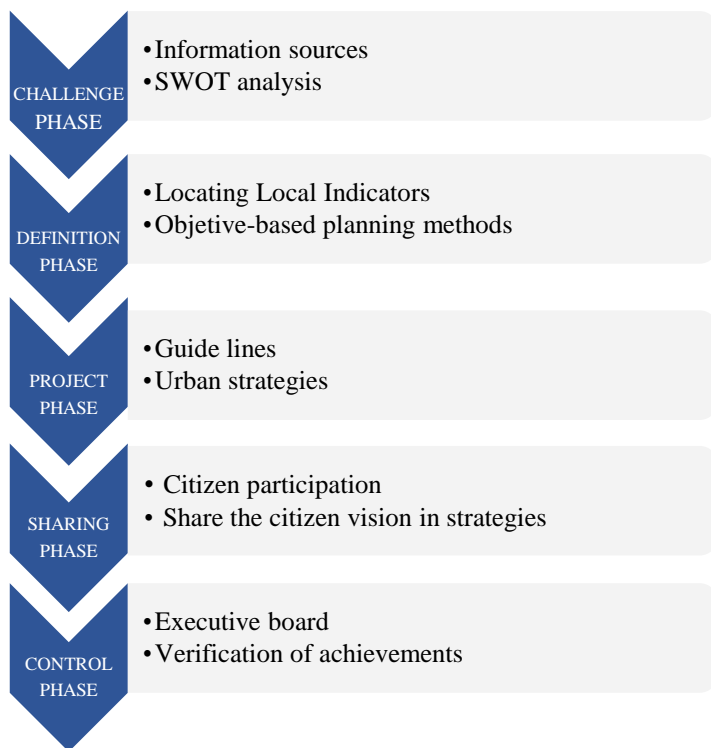 CHALLENGE
PHASE
•Information sources
•SWOT analysis
DEFINITION
PHASE
•Locating Local Indicators
•Objetive-based planning methods
PROJECT
PHASE
•Guide lines
•Urban strategies
SHARING
PHASE
• Citizen participation
• Share the citizen vision in strategies
CONTROL
PHASE
•Executive board
•Verification of achievements